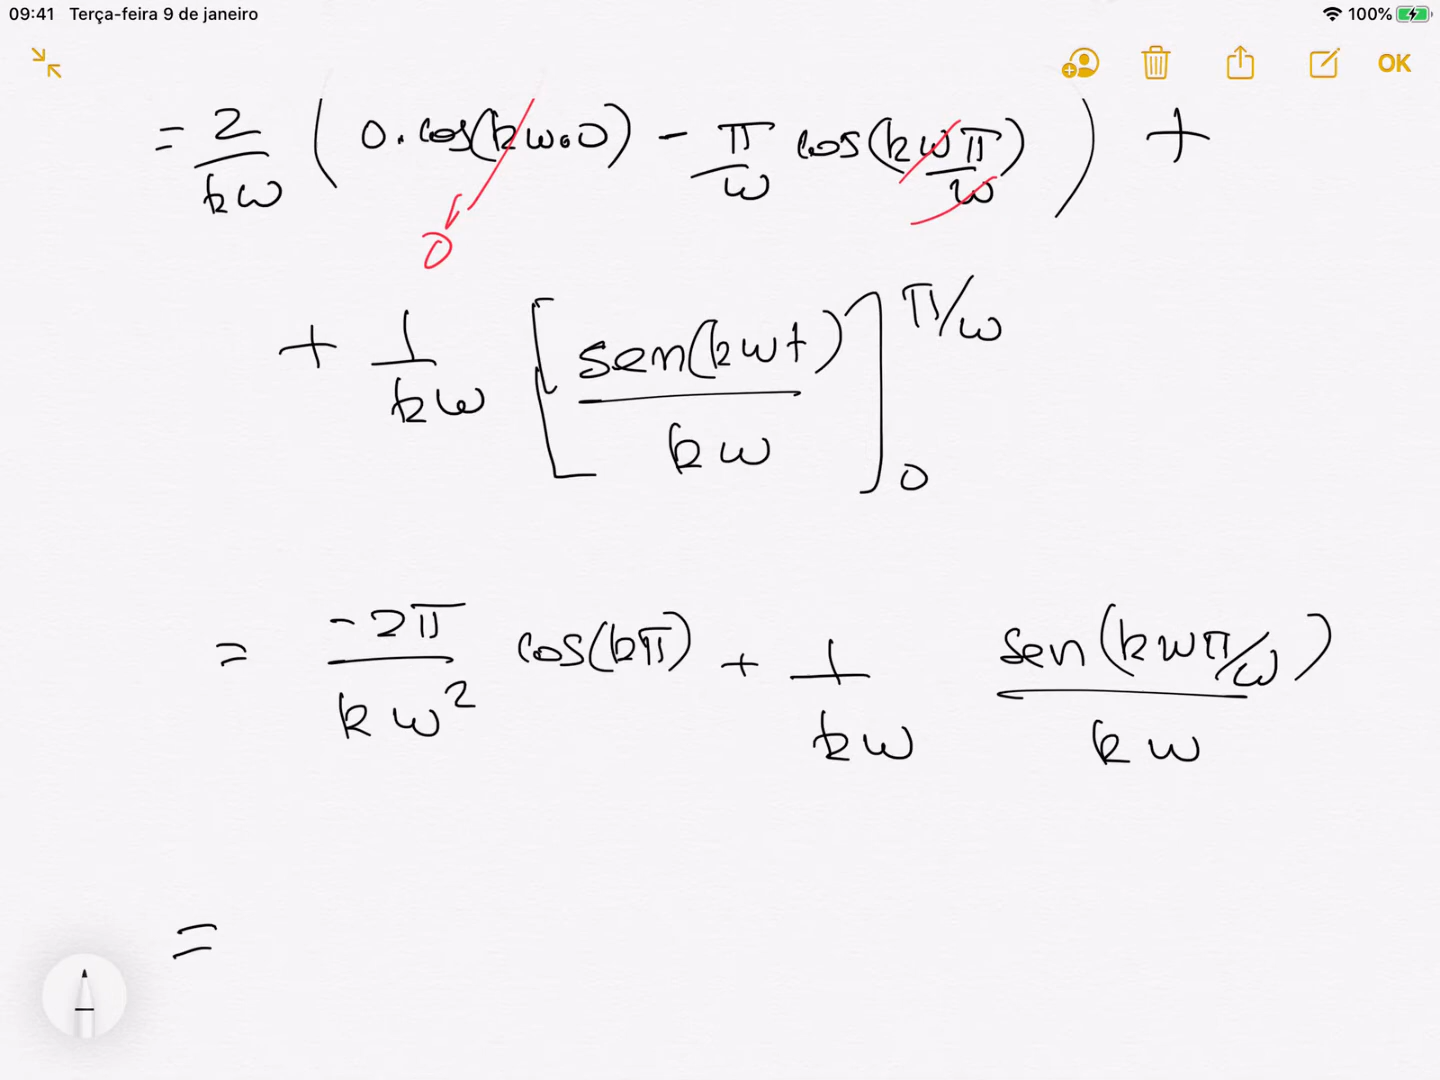 09:41 Terça-feira 9 de janeiro 100%
OK
= 2/kω ( 0.cos(kω.0) - π/ω cos(kωπ/ω) ) +
0
+ 1/kω [ sen(kωt)/kω ]₀^π/ω
= -2π/kω² cos(kπ) + 1/kω sen(kωπ/ω)/kω
=